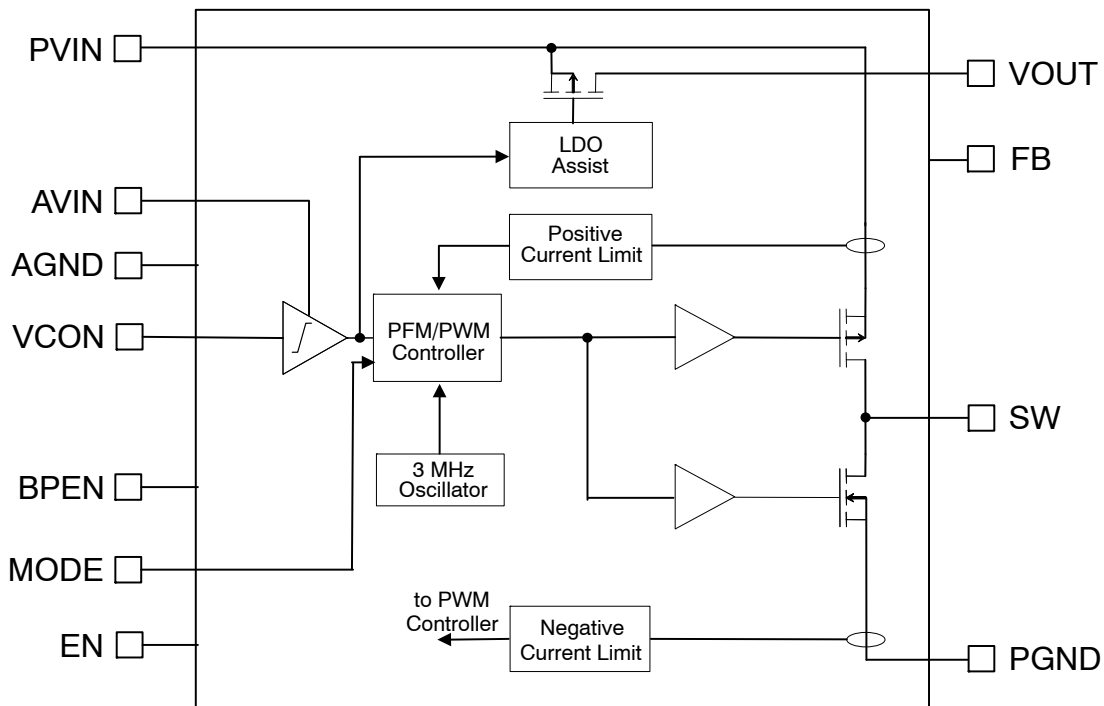 PVIN
VOUT
LDO
Assist
FB
AVIN
Positive
Current Limit
AGND
VCON
PFM/PWM
Controller
SW
3 MHz
Oscillator
BPEN
MODE
to PWM
Controller
Negative
Current Limit
EN
PGND